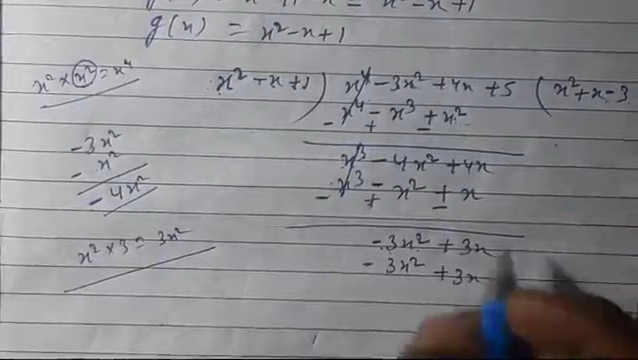 g(x) = x² - x + 1
x² × x² = x⁴
x² - x + 1 ) x⁴ - 3x² + 4x + 5 ( x² + x - 3
x⁴ - x³ + x²
- + -
- 3x²
- x²
- 4x²
x³ - 4x² + 4x
x³ - x² + x
- + -
x² × 3 = 3x²
- 3x² + 3x
- 3x² + 3x